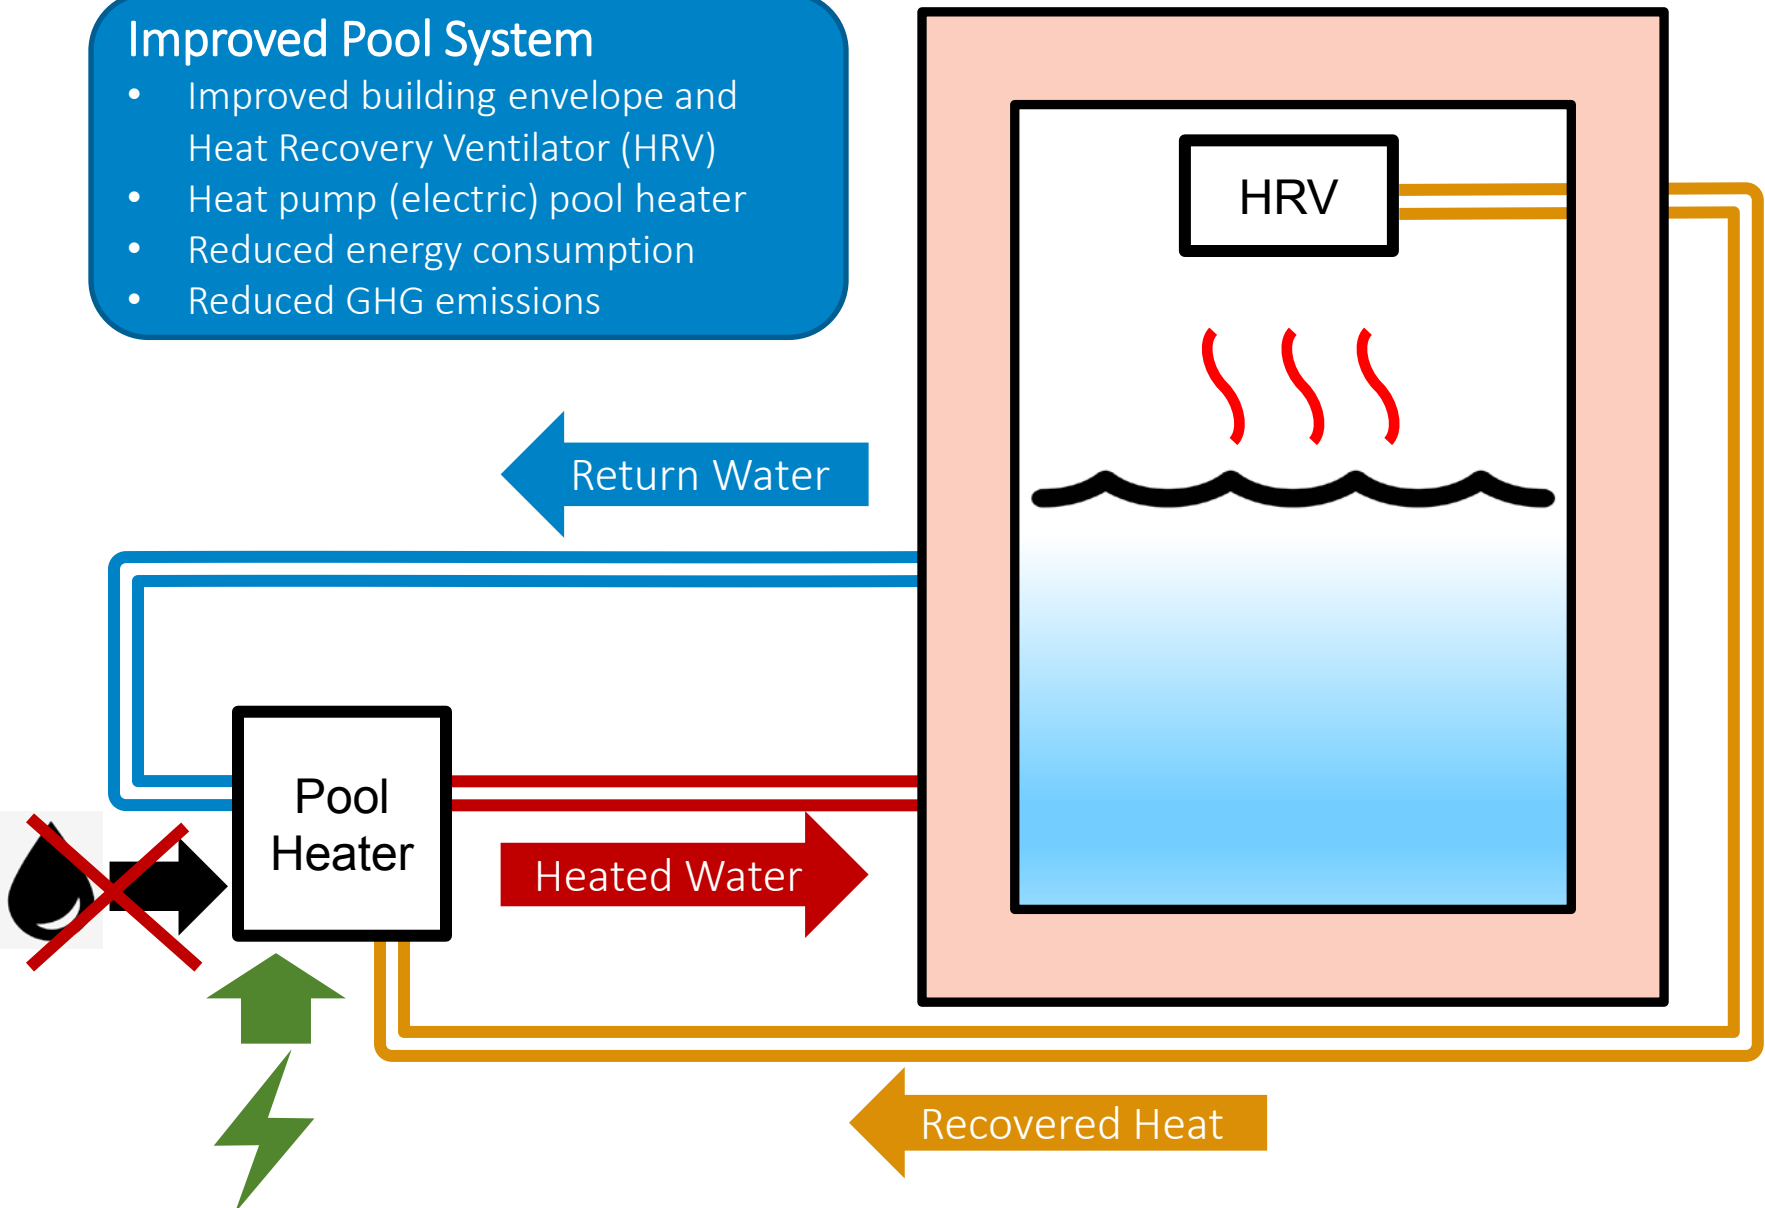 Improved Pool System
• Improved building envelope and
Heat Recovery Ventilator (HRV)
• Heat pump (electric) pool heater
• Reduced energy consumption
• Reduced GHG emissions
HRV
Return Water
Pool
Heater
Heated Water
Recovered Heat